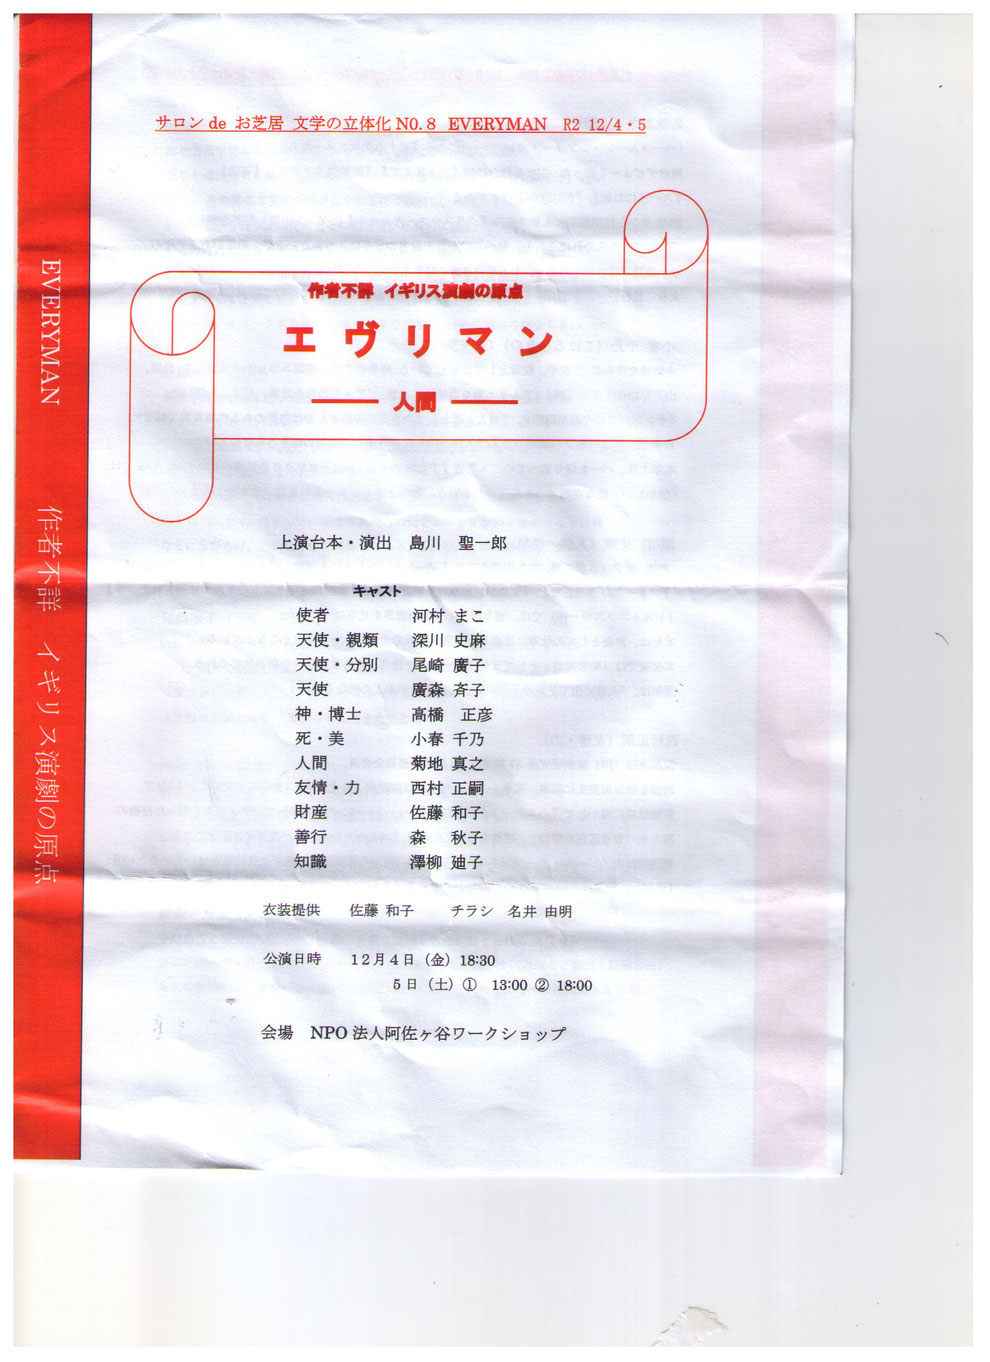 サロン de お芝居 文学の立体化 NO.８ EVERYMAN R2 12/4・5
作者不詳 イギリス演劇の原点
エヴリマン
人間
上演台本・演出 島川 聖一郎
キャスト
使者 河村 まこ
天使・親類 深川 史麻
天使・分別 尾崎 廣子
天使 廣森 斉子
神・博士 高橋 正彦
死・美 小春 千乃
人間 菊地 真之
友情・力 西村 正嗣
財産 佐藤 和子
善行 森 秋子
知識 澤柳 廸子
衣装提供 佐藤 和子 チラシ 名井 由明
公演日時 １２月４日（金）18:30
５日（土）① 13:00 ② 18:00
会場 NPO 法人阿佐ヶ谷ワークショップ
EVERYMAN 作者不詳 イギリス演劇の原点